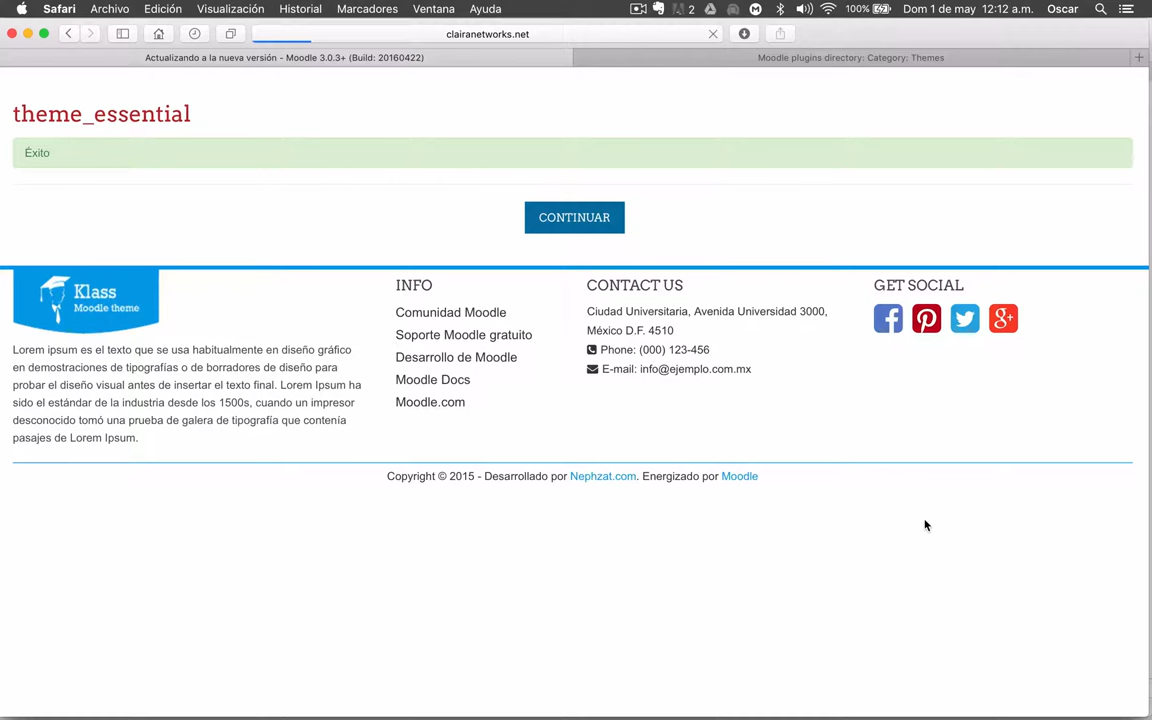 Safari Archivo Edición Visualización Historial Marcadores Ventana Ayuda 2 100% Dom 1 de may 12:12 a.m. Oscar
clairanetworks.net
Actualizando a la nueva versión - Moodle 3.0.3+ (Build: 20160422) Moodle plugins directory: Category: Themes
theme_essential
Éxito
CONTINUAR
Klass
Moodle theme
Lorem ipsum es el texto que se usa habitualmente en diseño gráfico
en demostraciones de tipografías o de borradores de diseño para
probar el diseño visual antes de insertar el texto final. Lorem Ipsum ha
sido el estándar de la industria desde los 1500s, cuando un impresor
desconocido tomó una prueba de galera de tipografía que contenía
pasajes de Lorem Ipsum.
INFO
Comunidad Moodle
Soporte Moodle gratuito
Desarrollo de Moodle
Moodle Docs
Moodle.com
CONTACT US
Ciudad Universitaria, Avenida Universidad 3000,
México D.F. 4510
Phone: (000) 123-456
E-mail: info@ejemplo.com.mx
GET SOCIAL
Copyright © 2015 - Desarrollado por Nephzat.com. Energizado por Moodle